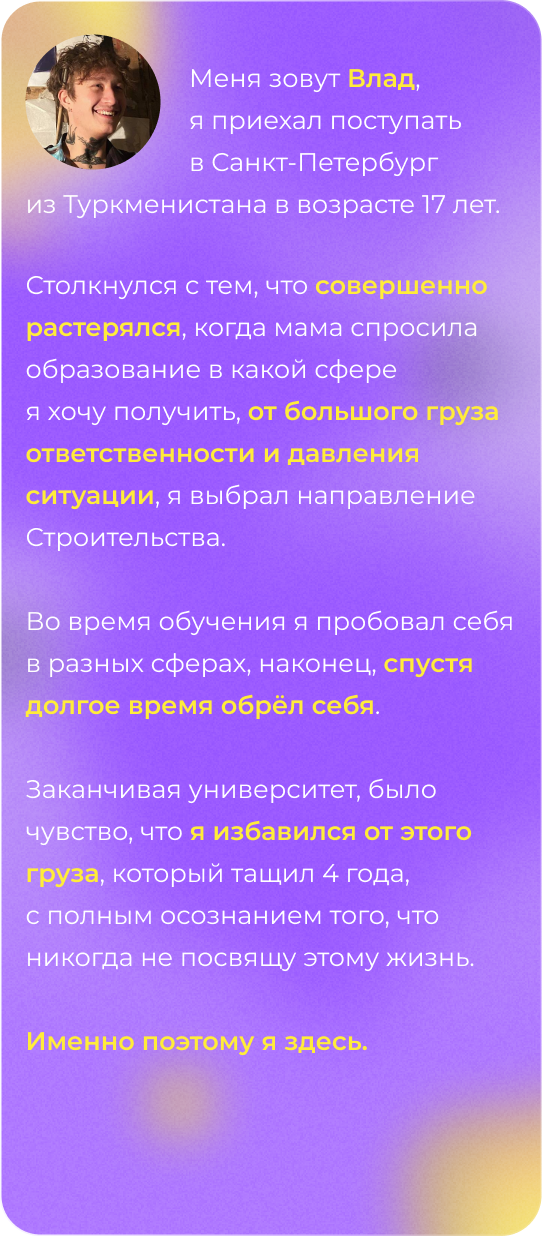 Меня зовут Влад,
я приехал поступать
в Санкт-Петербург
из Туркменистана в возрасте 17 лет.
Столкнулся с тем, что совершенно
растерялся, когда мама спросила
образование в какой сфере
я хочу получить, от большого груза
ответственности и давления
ситуации, я выбрал направление
Строительства.
Во время обучения я пробовал себя
в разных сферах, наконец, спустя
долгое время обрёл себя.
Заканчивая университет, было
чувство, что я избавился от этого
груза, который тащил 4 года,
с полным осознанием того, что
никогда не посвящу этому жизнь.
Именно поэтому я здесь.